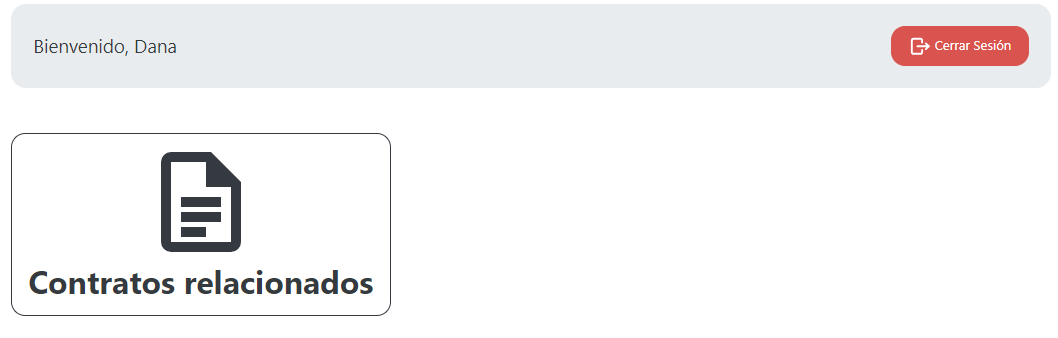 Bienvenido, Dana
Cerrar Sesión
Contratos relacionados